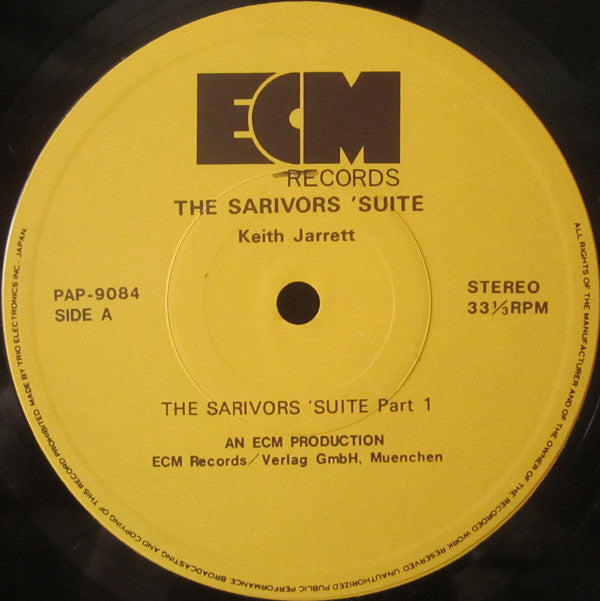 ECM
RECORDS
THE SARIVORS 'SUITE
Keith Jarrett
PAP-9084
SIDE A
STEREO
33⅓RPM
THE SARIVORS 'SUITE Part 1
AN ECM PRODUCTION
ECM Records/Verlag GmbH, Muenchen
ALL RIGHTS OF THE MANUFACTURER AND OF THE OWNER OF THE RECORDED WORK RESERVED·UNAUTHORIZED PUBLIC PERFORMANCE, BROADCASTING AND COPYING OF THIS RECORD PROHIBITED MADE BY TRIO ELECTRONICS INC., JAPAN